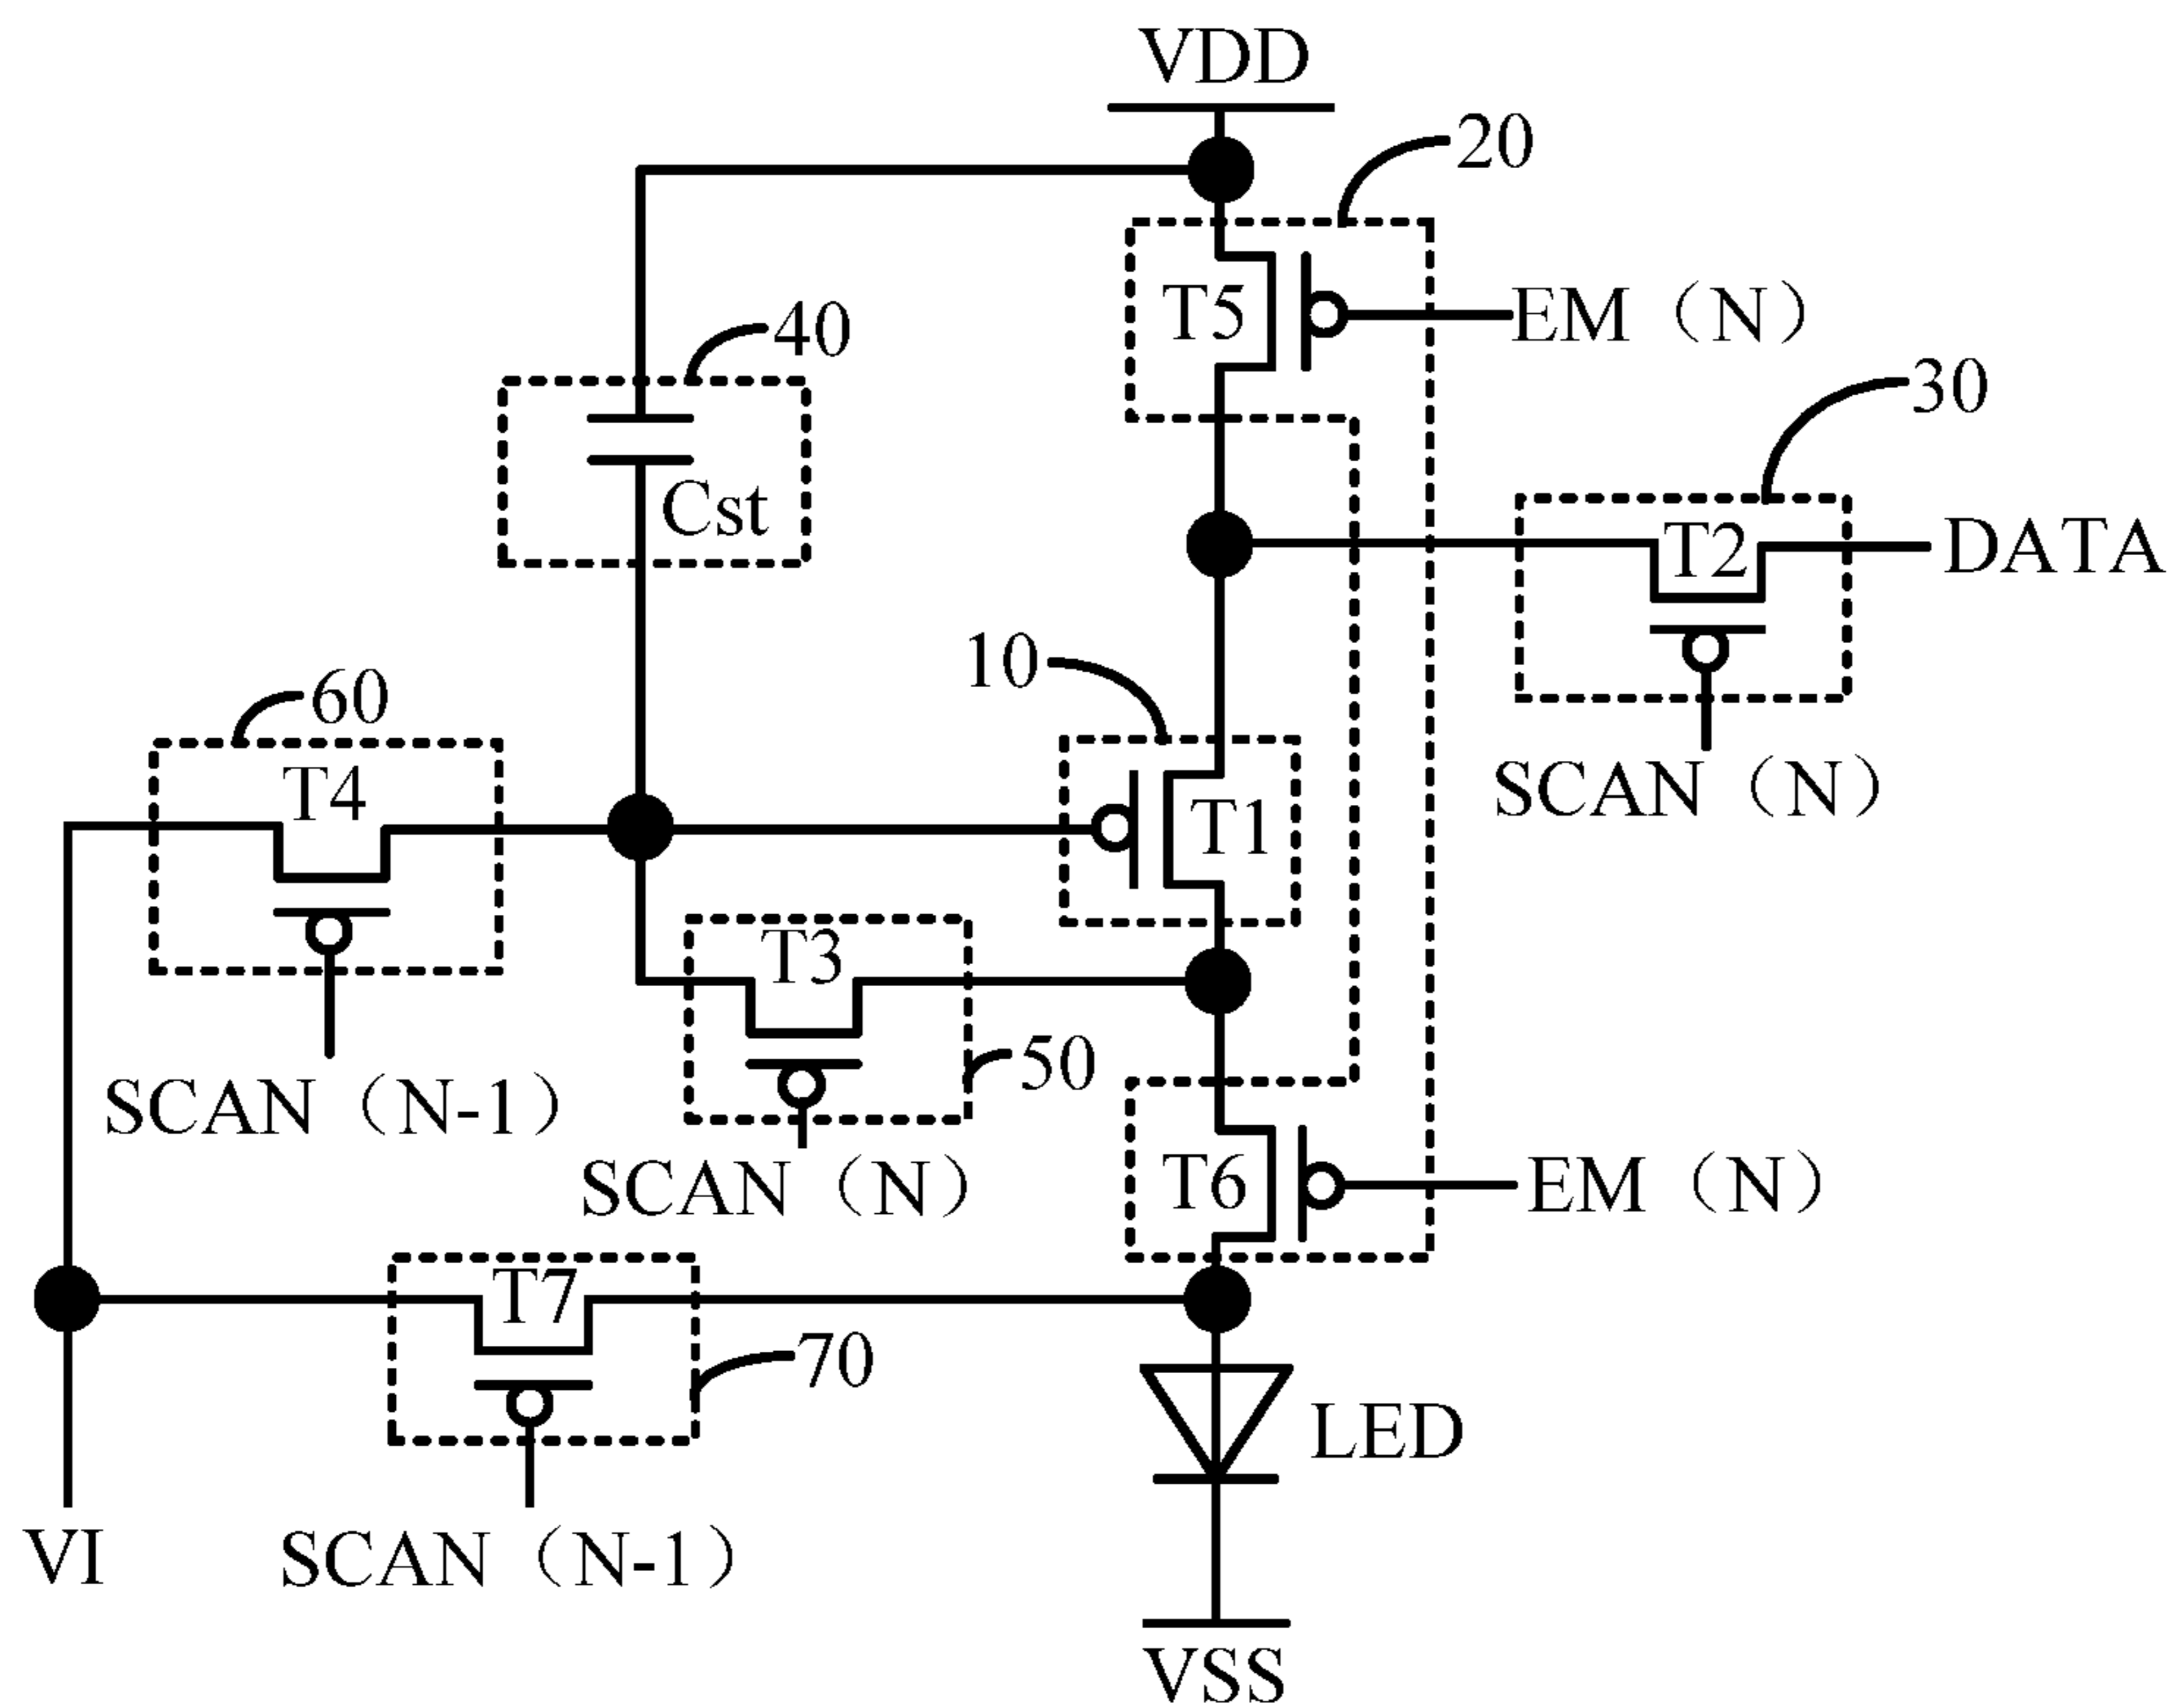 VDD
20
T5
EM（N）
40
30
Cst
T2
DATA
10
60
SCAN（N）
T4
T1
T3
50
SCAN（N-1）
SCAN（N）
T6
EM（N）
T7
70
LED
VI
SCAN（N-1）
VSS